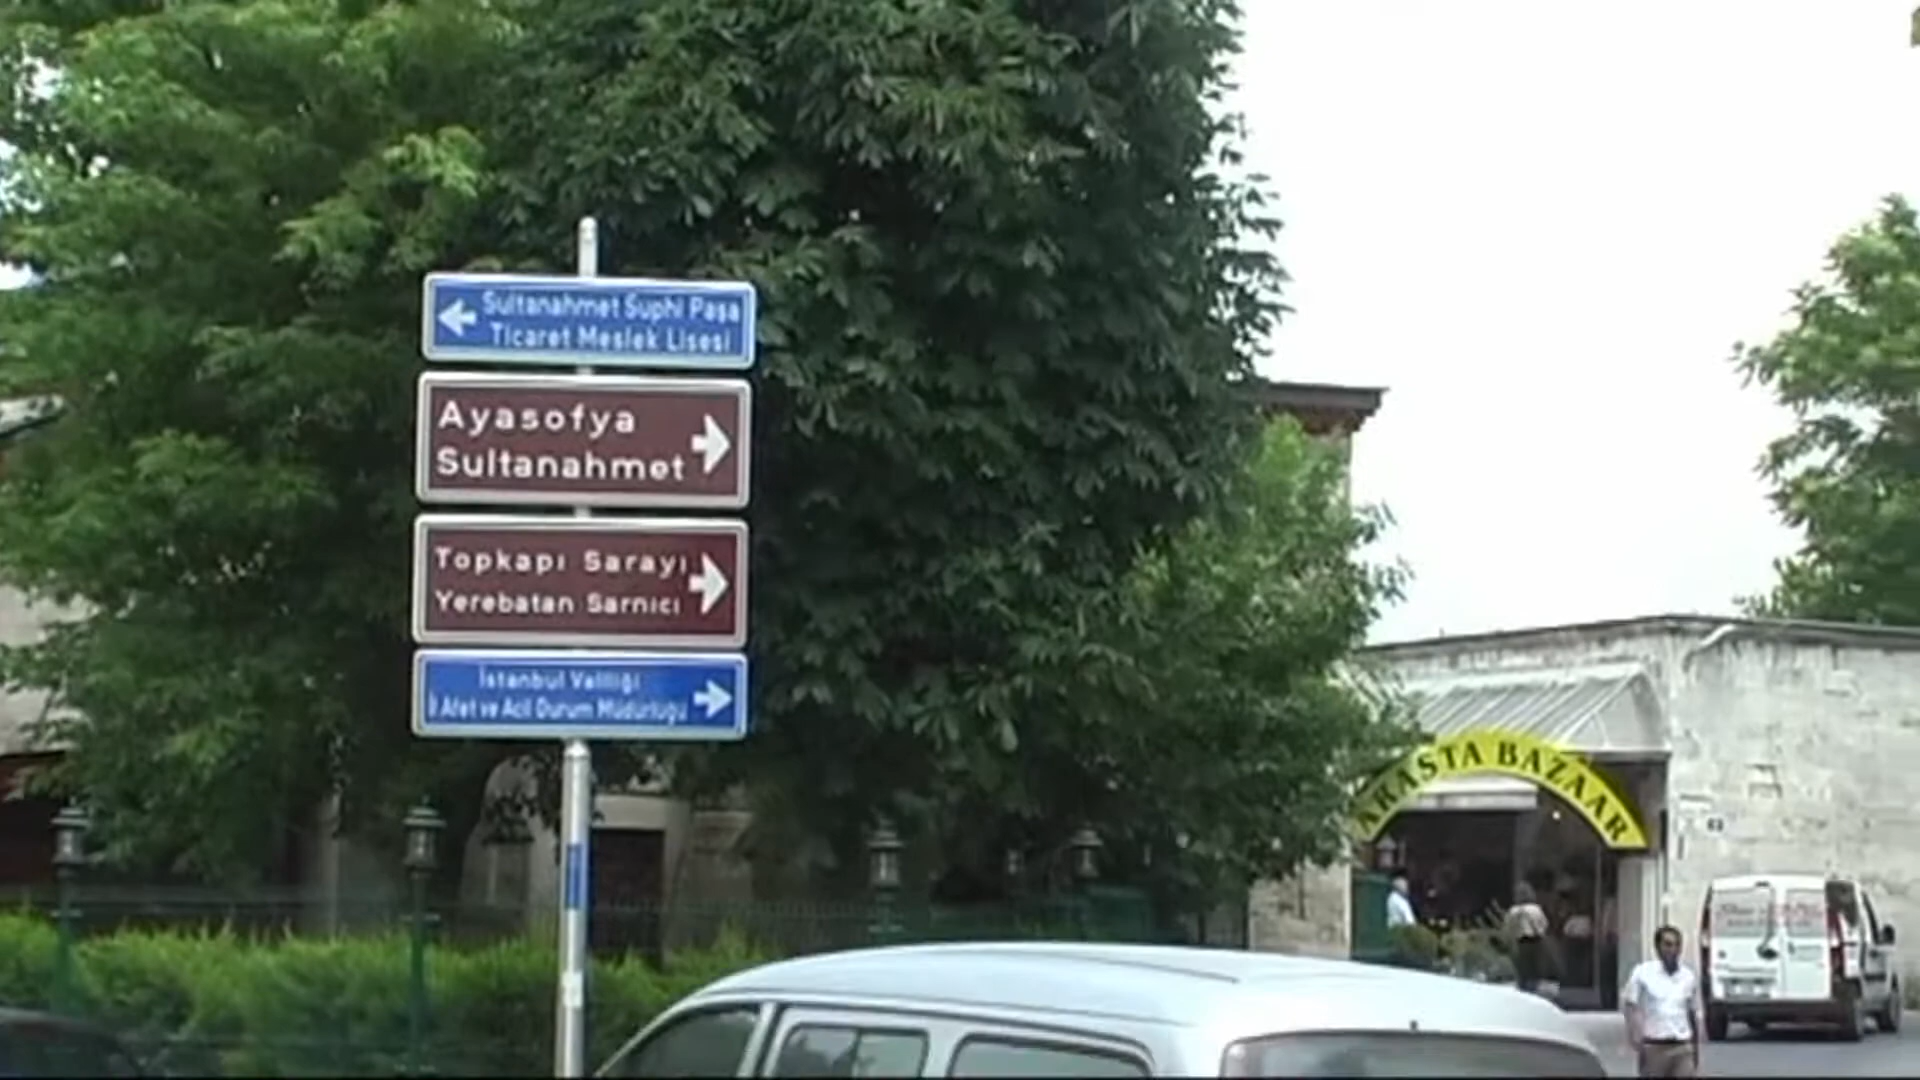 Sultanahmet Suphi Paşa
Ticaret Meslek Lisesi
Ayasofya
Sultanahmet
Topkapı Sarayı
Yerebatan Sarnıcı
İstanbul Valiliği
İl Afet ve Acil Durum Müdürlüğü
ARASTA BAZAAR